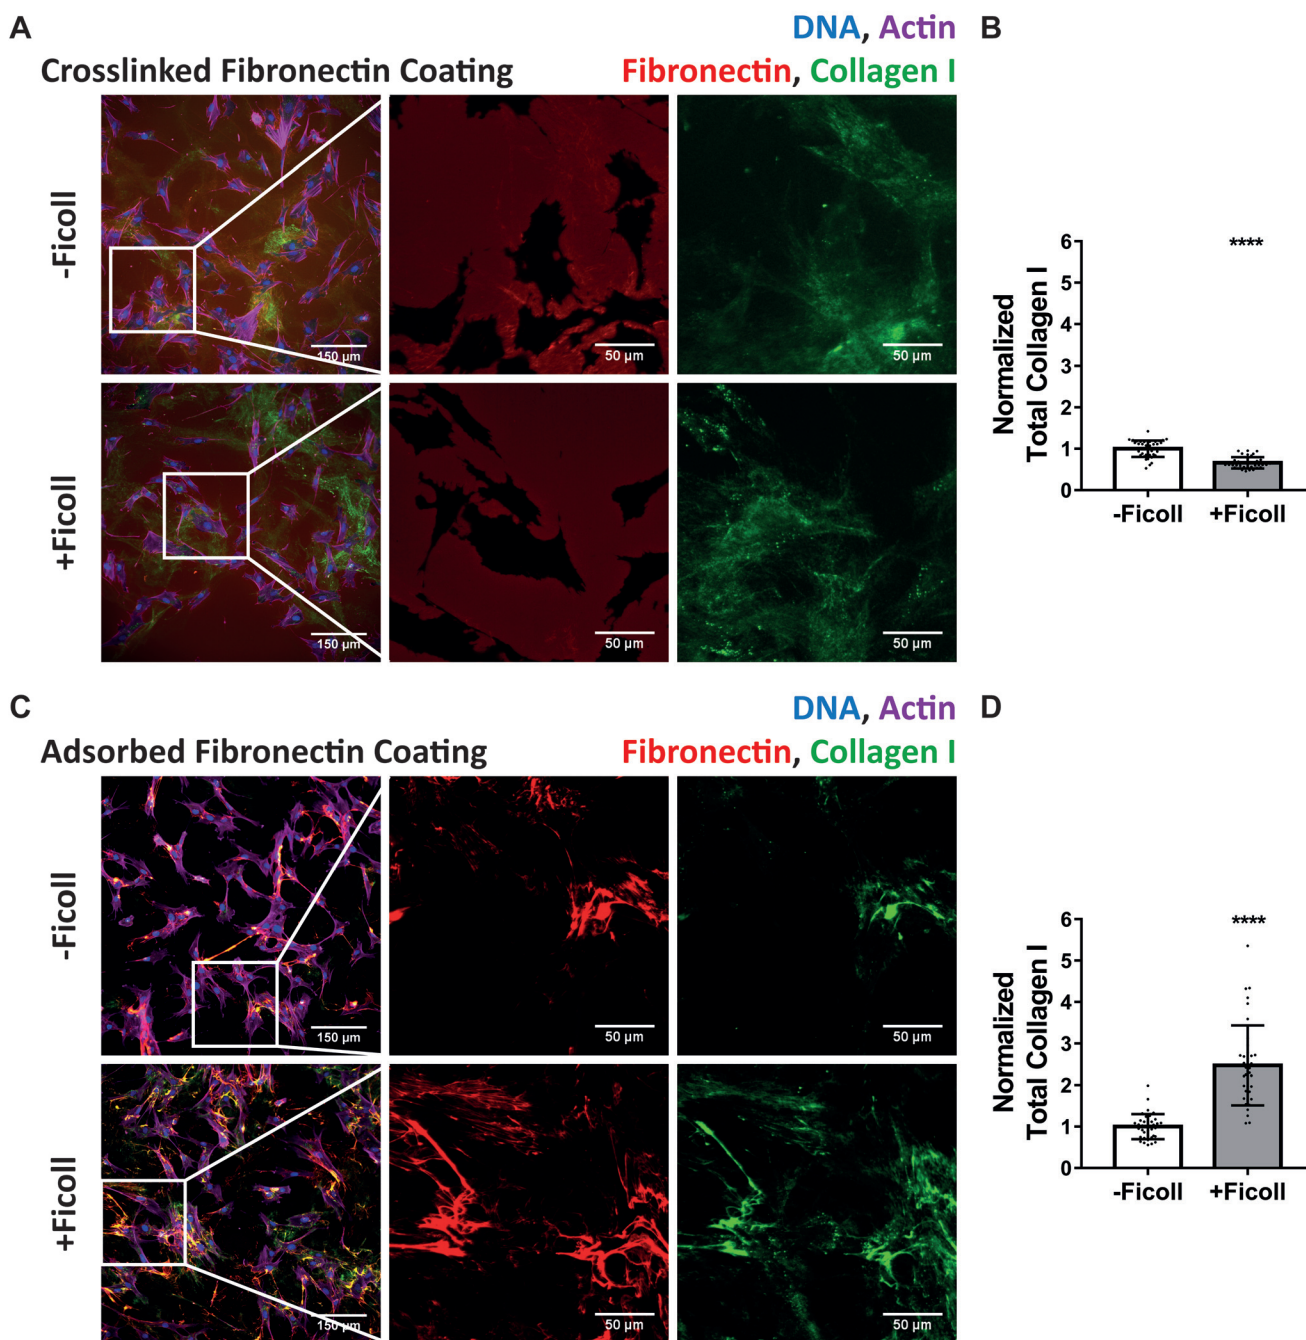 A
DNA, Actin
Crosslinked Fibronectin Coating
Fibronectin, Collagen I
-Ficoll
150 µm
50 µm
50 µm
+Ficoll
150 µm
50 µm
50 µm
B
Normalized
Total Collagen I
6
5
4
3
2
1
0
****
-Ficoll
+Ficoll
C
DNA, Actin
Adsorbed Fibronectin Coating
Fibronectin, Collagen I
-Ficoll
150 µm
50 µm
50 µm
+Ficoll
150 µm
50 µm
50 µm
D
Normalized
Total Collagen I
6
5
4
3
2
1
0
****
-Ficoll
+Ficoll